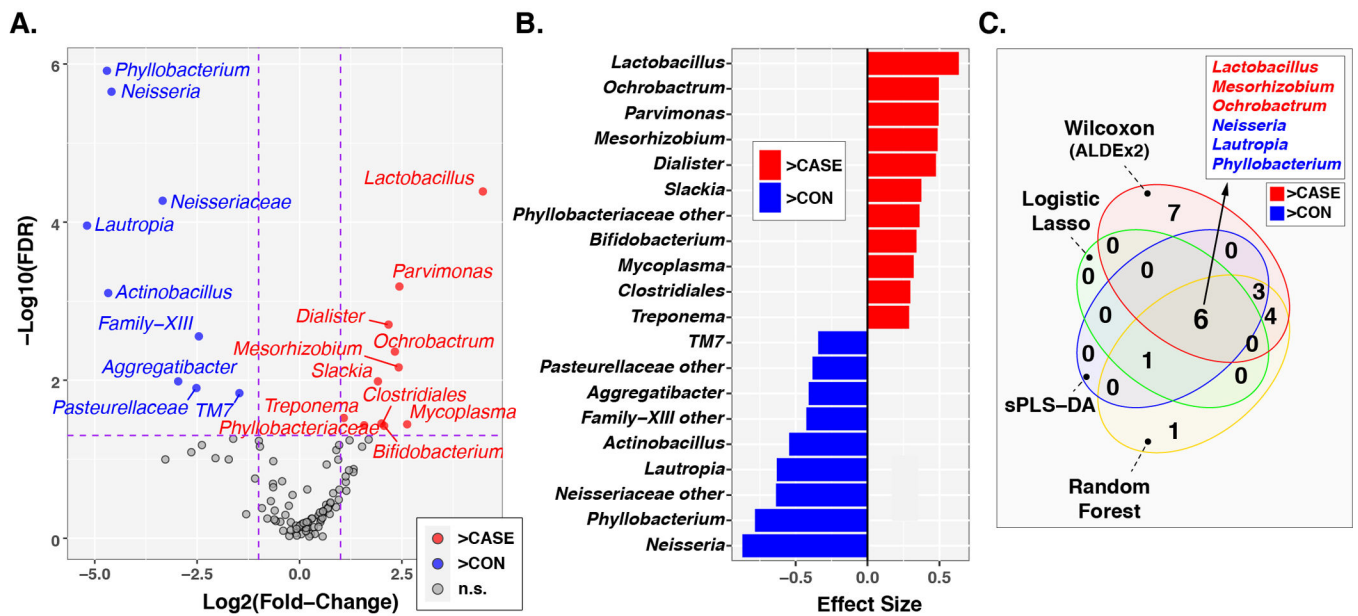 A.
6
4
2
0
−Log10(FDR)
Phyllobacterium
Neisseria
Neisseriaceae
Lautropia
Actinobacillus
Family−XIII
Aggregatibacter
Pasteurellaceae
TM7
Lactobacillus
Parvimonas
Dialister
Ochrobactrum
Mesorhizobium
Slackia
Clostridiales
Treponema
Mycoplasma
Phyllobacteriaceae
Bifidobacterium
>CASE
>CON
n.s.
−5.0
−2.5
0.0
2.5
Log2(Fold−Change)
B.
Lactobacillus
Ochrobactrum
Parvimonas
Mesorhizobium
Dialister
Slackia
Phyllobacteriaceae other
Bifidobacterium
Mycoplasma
Clostridiales
Treponema
TM7
Pasteurellaceae other
Aggregatibacter
Family−XIII other
Actinobacillus
Lautropia
Neisseriaceae other
Phyllobacterium
Neisseria
>CASE
>CON
−0.5
0.0
0.5
Effect Size
C.
Lactobacillus
Mesorhizobium
Ochrobactrum
Neisseria
Lautropia
Phyllobacterium
>CASE
>CON
Wilcoxon
(ALDEx2)
Logistic
Lasso
sPLS−DA
Random
Forest
7
0
0
0
0
3
0
6
4
0
0
1
0
0
1